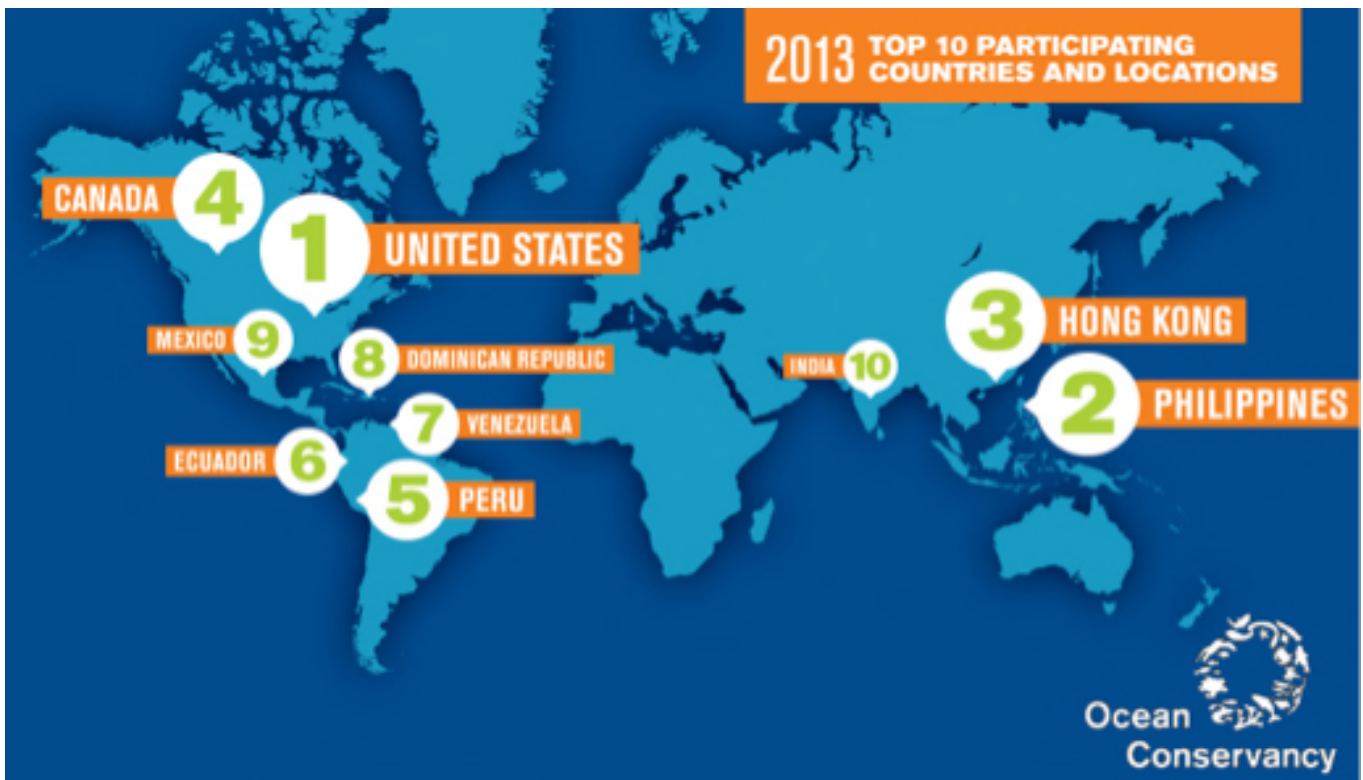 2013 TOP 10 PARTICIPATING
COUNTRIES AND LOCATIONS
CANADA 4
1 UNITED STATES
MEXICO 9
8 DOMINICAN REPUBLIC
7 VENEZUELA
ECUADOR 6
5 PERU
INDIA 10
3 HONG KONG
2 PHILIPPINES
Ocean
Conservancy